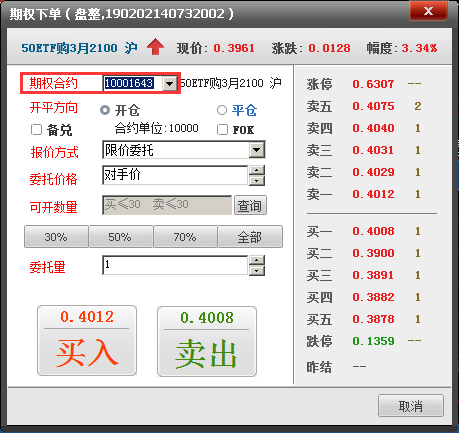 期权下单（盘整,190202140732002）
50ETF购3月2100 沪 现价: 0.3961 涨跌: 0.0128 幅度: 3.34%
期权合约 10001643 50ETF购3月2100 沪
开平方向 开仓 平仓
备兑 合约单位:10000 FOK
报价方式 限价委托
委托价格 对手价
可开数量 买≤30 卖≤30 查询
30% 50% 70% 全部
委托量 1
0.4012 0.4008
买入 卖出
涨停 0.6307 --
卖五 0.4075 2
卖四 0.4040 1
卖三 0.4031 1
卖二 0.4029 1
卖一 0.4012 1
买一 0.4008 1
买二 0.3900 1
买三 0.3891 1
买四 0.3882 1
买五 0.3878 1
跌停 0.1359 --
昨结 --
取消